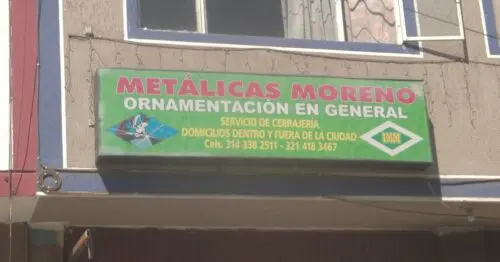 METÁLICAS MORENO
ORNAMENTACIÓN EN GENERAL
SERVICIO DE CERRAJERÍA
DOMICILIOS DENTRO Y FUERA DE LA CIUDAD
Cels. 314 338 2511 - 321 418 3467